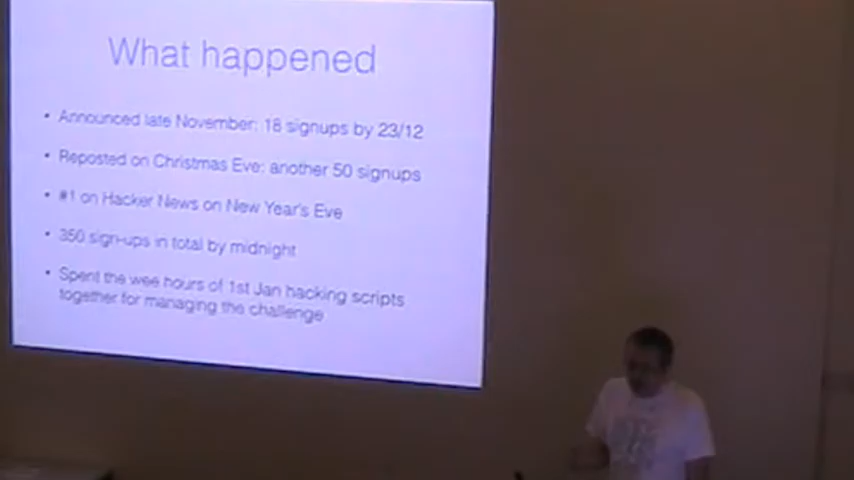 What happened
• Announced late November: 18 signups by 23/12
• Reposted on Christmas Eve: another 50 signups
• #1 on Hacker News on New Year's Eve
• 350 sign-ups in total by midnight
• Spent the wee hours of 1st Jan hacking scripts
together for managing the challenge